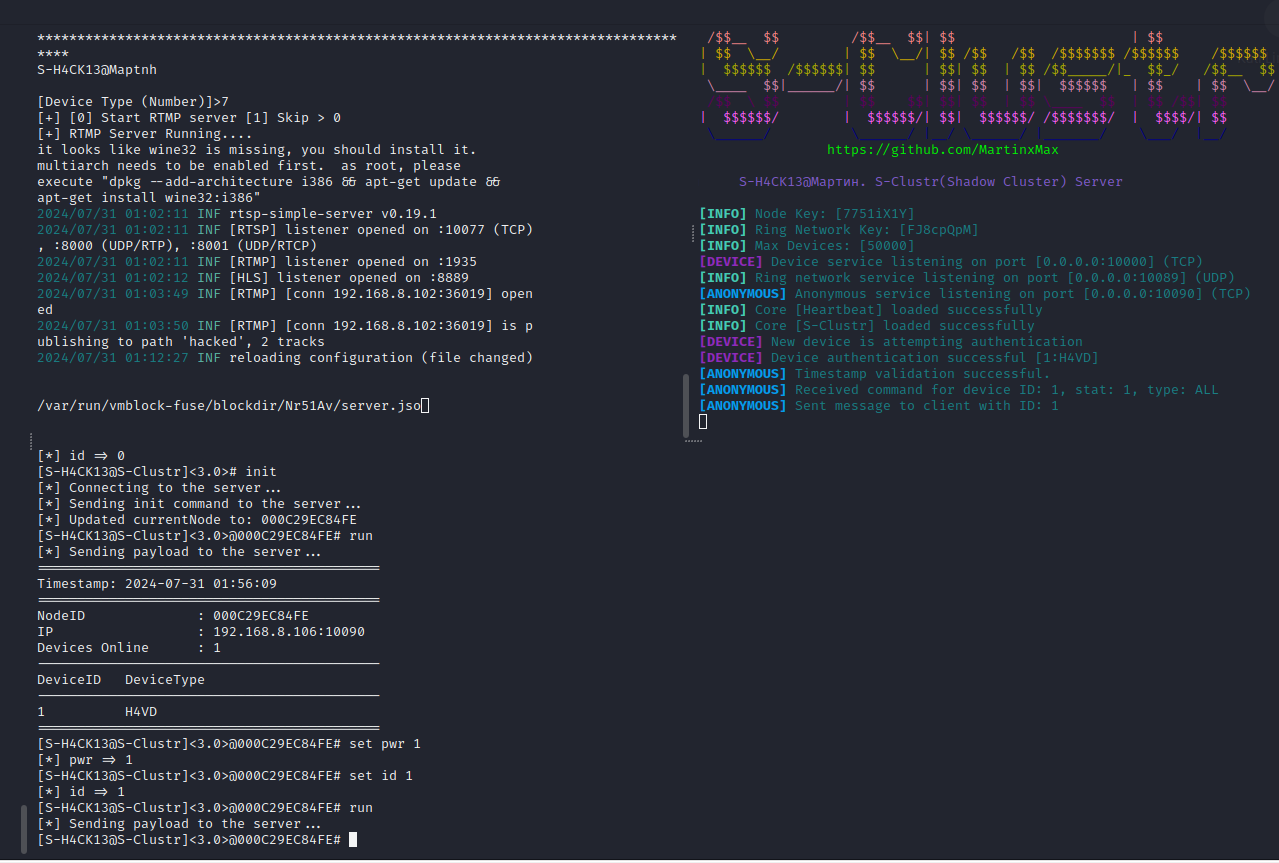 ********************************************************************************
****
S-H4CK13@Maptnh
[Device Type (Number)]>7
[+] [0] Start RTMP server [1] Skip > 0
[+] RTMP Server Running....
it looks like wine32 is missing, you should install it.
multiarch needs to be enabled first.  as root, please
execute "dpkg --add-architecture i386 && apt-get update &&
apt-get install wine32:i386"
2024/07/31 01:02:11 INF rtsp-simple-server v0.19.1
2024/07/31 01:02:11 INF [RTSP] listener opened on :10077 (TCP)
, :8000 (UDP/RTP), :8001 (UDP/RTCP)
2024/07/31 01:02:11 INF [RTMP] listener opened on :1935
2024/07/31 01:02:12 INF [HLS] listener opened on :8889
2024/07/31 01:03:49 INF [RTMP] [conn 192.168.8.102:36019] open
ed
2024/07/31 01:03:50 INF [RTMP] [conn 192.168.8.102:36019] is p
ublishing to path 'hacked', 2 tracks
2024/07/31 01:12:27 INF reloading configuration (file changed)
/var/run/vmblock-fuse/blockdir/Nr51Av/server.jso
[*] id => 0
[S-H4CK13@S-Clustr]<3.0># init
[*] Connecting to the server...
[*] Sending init command to the server...
[*] Updated currentNode to: 000C29EC84FE
[S-H4CK13@S-Clustr]<3.0>@000C29EC84FE# run
[*] Sending payload to the server...
Timestamp: 2024-07-31 01:56:09
NodeID : 000C29EC84FE
IP : 192.168.8.106:10090
Devices Online : 1
DeviceID DeviceType
1 H4VD
[S-H4CK13@S-Clustr]<3.0>@000C29EC84FE# set pwr 1
[*] pwr => 1
[S-H4CK13@S-Clustr]<3.0>@000C29EC84FE# set id 1
[*] id => 1
[S-H4CK13@S-Clustr]<3.0>@000C29EC84FE# run
[*] Sending payload to the server...
[S-H4CK13@S-Clustr]<3.0>@000C29EC84FE#
https://github.com/MartinxMax
S-H4CK13@Мартин. S-Clustr(Shadow Cluster) Server
[INFO] Node Key: [7751iX1Y]
[INFO] Ring Network Key: [FJ8cpQpM]
[INFO] Max Devices: [50000]
[DEVICE] Device service listening on port [0.0.0.0:10000] (TCP)
[INFO] Ring network service listening on port [0.0.0.0:10089] (UDP)
[ANONYMOUS] Anonymous service listening on port [0.0.0.0:10090] (TCP)
[INFO] Core [Heartbeat] loaded successfully
[INFO] Core [S-Clustr] loaded successfully
[DEVICE] New device is attempting authentication
[DEVICE] Device authentication successful [1:H4VD]
[ANONYMOUS] Timestamp validation successful.
[ANONYMOUS] Received command for device ID: 1, stat: 1, type: ALL
[ANONYMOUS] Sent message to client with ID: 1